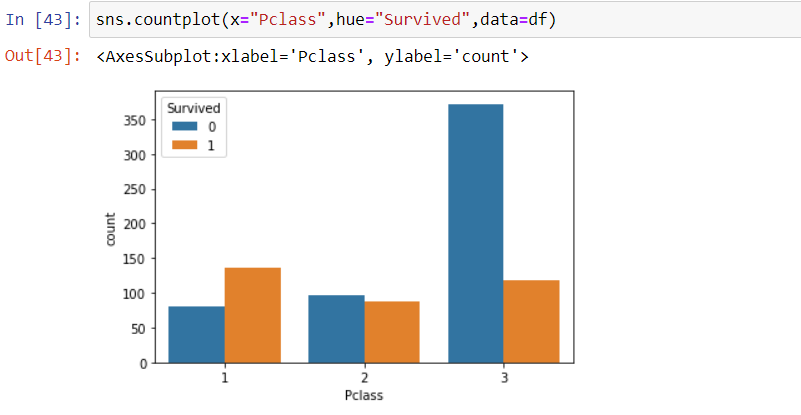 In [43]: sns.countplot(x="Pclass",hue="Survived",data=df)
Out[43]: <AxesSubplot:xlabel='Pclass', ylabel='count'>
Survived
0
1
350
300
250
200
150
100
50
0
count
1 2 3
Pclass